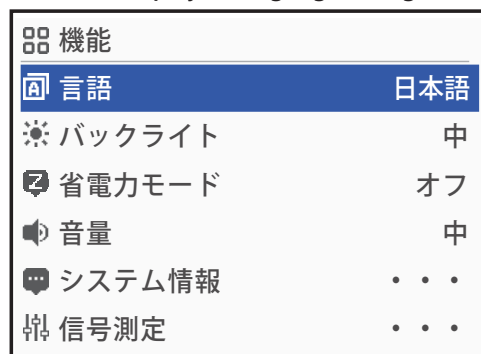 機能
言語 日本語
バックライト 中
省電力モード オフ
音量 中
システム情報 ・・・
信号測定 ・・・